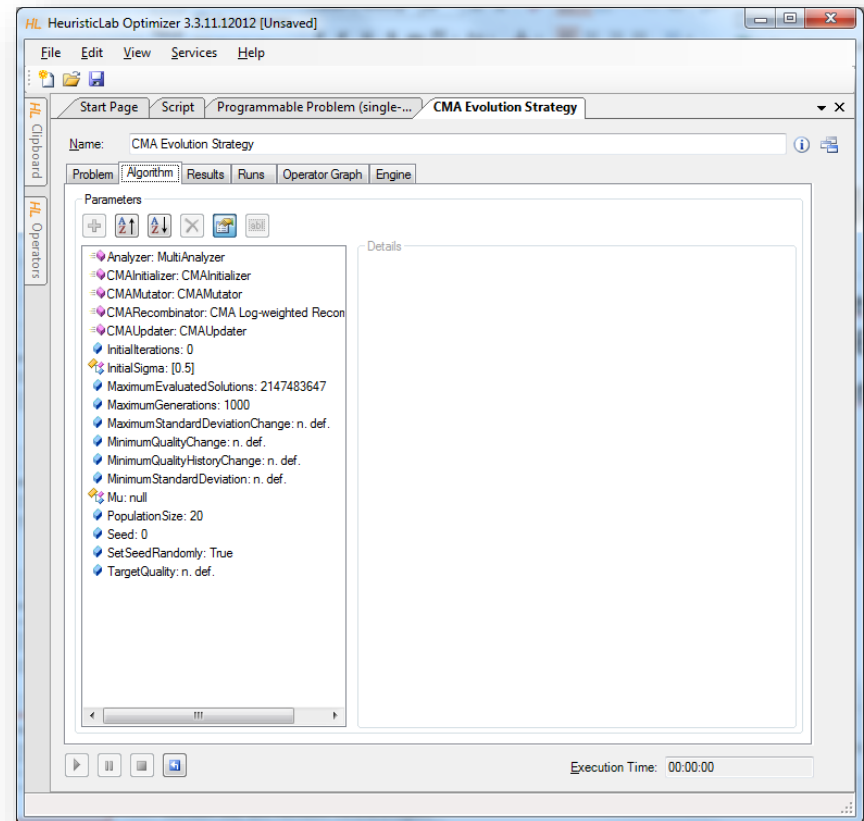 HL HeuristicLab Optimizer 3.3.11.12012 [Unsaved]
File Edit View Services Help
Start Page Script Programmable Problem (single-... CMA Evolution Strategy
HL Clipboard
HL Operators
Name: CMA Evolution Strategy
Problem Algorithm Results Runs Operator Graph Engine
Parameters
Details
Analyzer: MultiAnalyzer
CMAInitializer: CMAInitializer
CMAMutator: CMAMutator
CMARecombinator: CMA Log-weighted Recon
CMAUpdater: CMAUpdater
InitialIterations: 0
InitialSigma: [0.5]
MaximumEvaluatedSolutions: 2147483647
MaximumGenerations: 1000
MaximumStandardDeviationChange: n. def.
MinimumQualityChange: n. def.
MinimumQualityHistoryChange: n. def.
MinimumStandardDeviation: n. def.
Mu: null
PopulationSize: 20
Seed: 0
SetSeedRandomly: True
TargetQuality: n. def.
Execution Time: 00:00:00